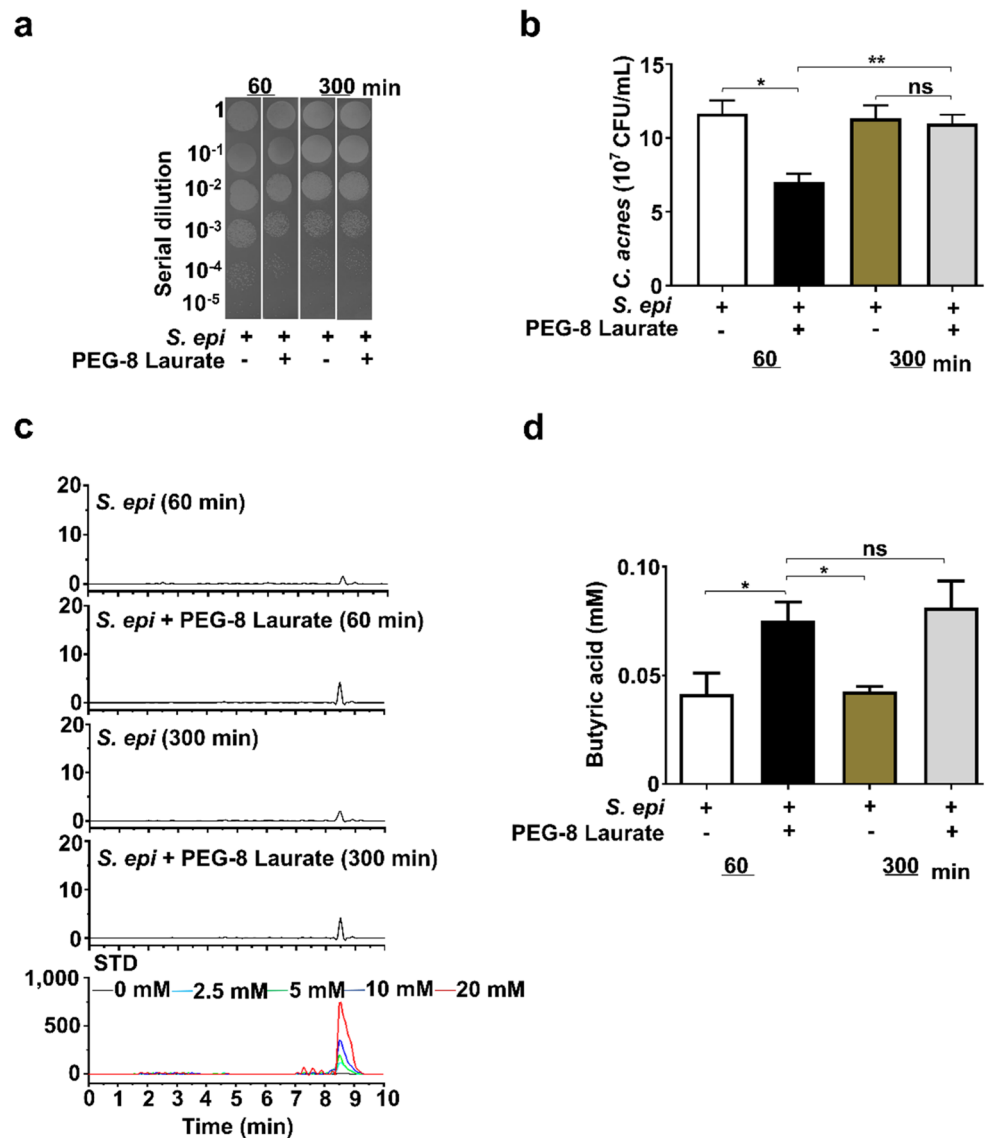 a
60 300 min
1
10-1
10-2
10-3
10-4
10-5
Serial dilution
S. epi + + + +
PEG-8 Laurate - + - +
b
C. acnes (10⁷ CFU/mL)
15
10
5
0
*
**
ns
S. epi + + + +
PEG-8 Laurate - + - +
60 300 min
c
20
10
0
S. epi (60 min)
20
10
0
S. epi + PEG-8 Laurate (60 min)
20
10
0
S. epi (300 min)
20
10
0
S. epi + PEG-8 Laurate (300 min)
STD
1,000
500
0
0 mM 2.5 mM 5 mM 10 mM 20 mM
0 1 2 3 4 5 6 7 8 9 10
Time (min)
d
Butyric acid (mM)
0.10
0.05
0
*
*
ns
S. epi + + + +
PEG-8 Laurate - + - +
60 300 min